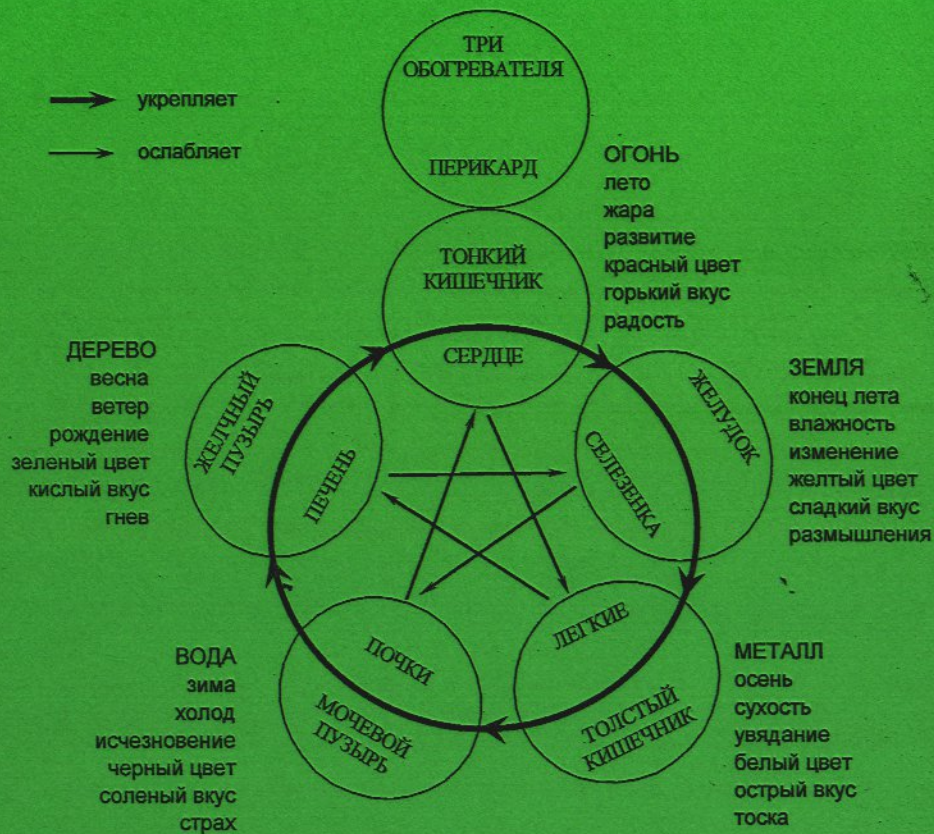 укрепляет
ослабляет
ТРИ
ОБОГРЕВАТЕЛЯ
ПЕРИКАРД
ТОНКИЙ
КИШЕЧНИК
СЕРДЦЕ
ОГОНЬ
лето
жара
развитие
красный цвет
горький вкус
радость
ДЕРЕВО
весна
ветер
рождение
зеленый цвет
кислый вкус
гнев
ЖЕЛЧНЫЙ
ПУЗЫРЬ
ПЕЧЕНЬ
СЕЛЕЗЕНКА
ЖЕЛУДОК
ЗЕМЛЯ
конец лета
влажность
изменение
желтый цвет
сладкий вкус
размышления
ВОДА
зима
холод
исчезновение
черный цвет
соленый вкус
страх
ПОЧКИ
МОЧЕВОЙ
ПУЗЫРЬ
ЛЕГКИЕ
ТОЛСТЫЙ
КИШЕЧНИК
МЕТАЛЛ
осень
сухость
увядание
белый цвет
острый вкус
тоска